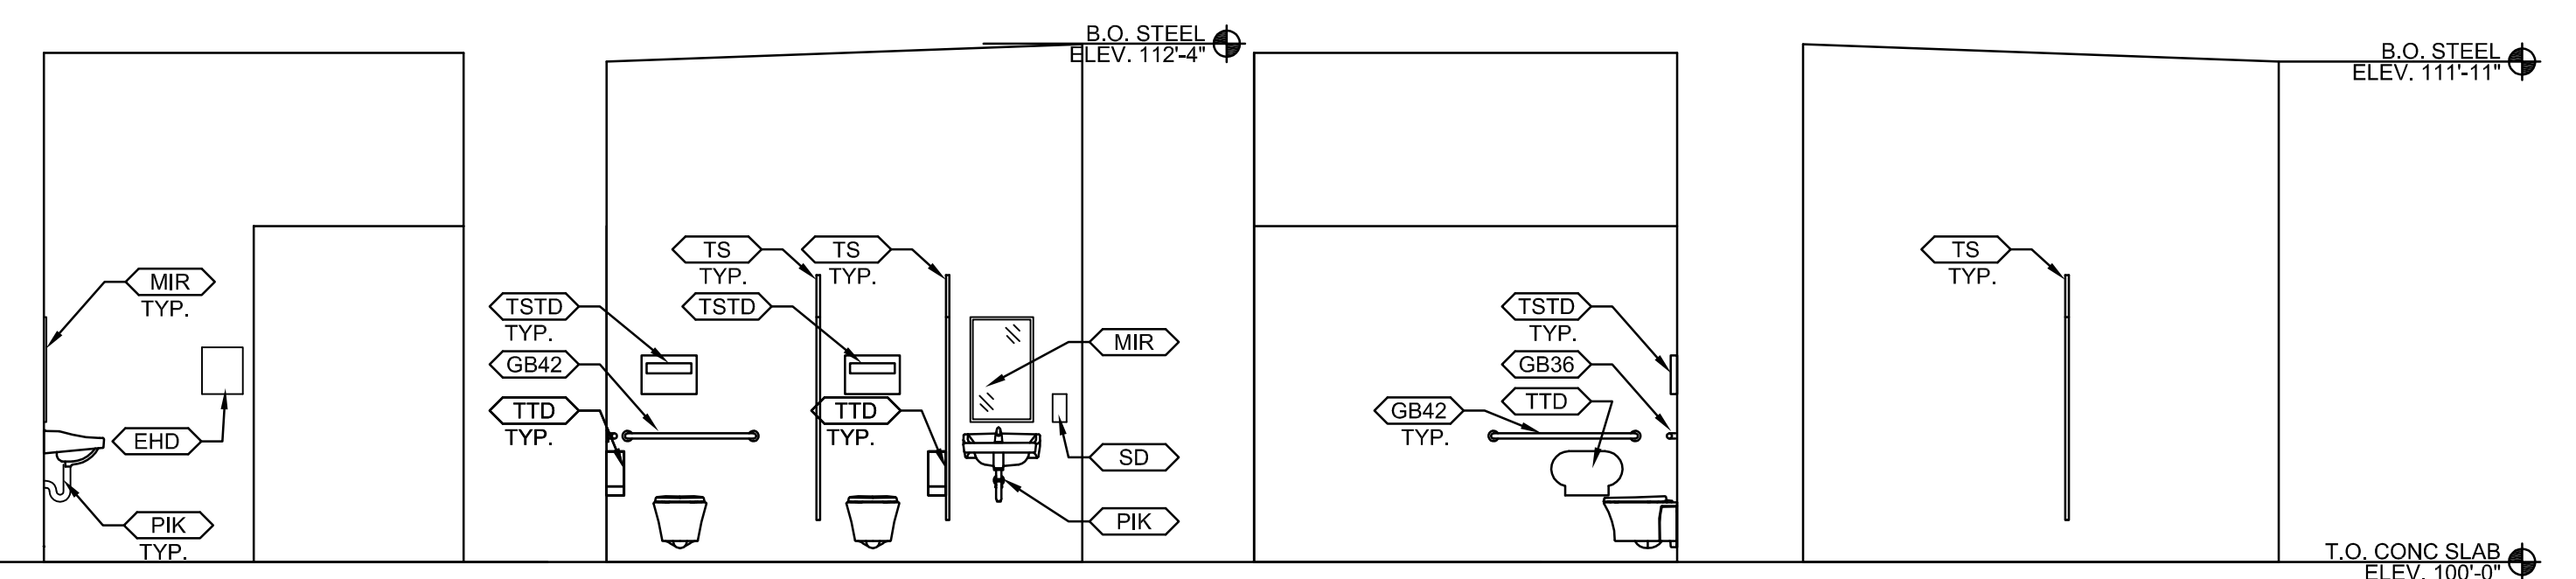 MIR
TYP.
EHD
PIK
TYP.
B.O. STEEL
ELEV. 112'-4"
TS
TYP.
TS
TYP.
TSTD
TYP.
TSTD
GB42
TTD
TYP.
TTD
TYP.
MIR
SD
PIK
TSTD
TYP.
GB36
TTD
GB42
TYP.
B.O. STEEL
ELEV. 111'-11"
TS
TYP.
T.O. CONC SLAB
ELEV. 100'-0"